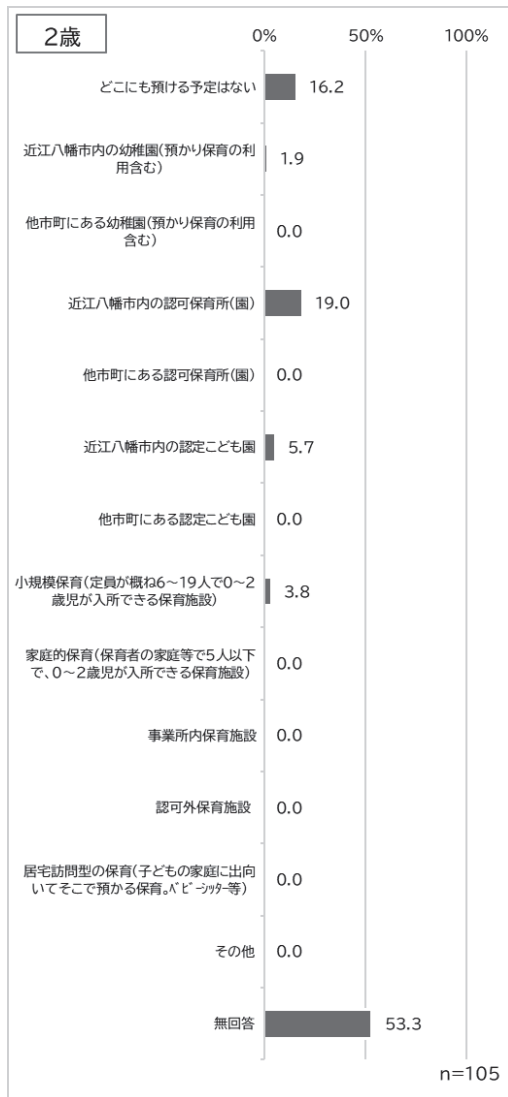 2歳
0% 50% 100%
どこにも預ける予定はない
16.2
近江八幡市内の幼稚園(預かり保育の利
用含む)
1.9
他市町にある幼稚園(預かり保育の利用
含む)
0.0
近江八幡市内の認可保育所(園)
19.0
他市町にある認可保育所(園)
0.0
近江八幡市内の認定こども園
5.7
他市町にある認定こども園
0.0
小規模保育(定員が概ね6~19人で0~2
歳児が入所できる保育施設)
3.8
家庭的保育(保育者の家庭等で5人以下
で、0~2歳児が入所できる保育施設)
0.0
事業所内保育施設
0.0
認可外保育施設
0.0
居宅訪問型の保育(子どもの家庭に出向
いてそこで預かる保育。ベビーシッター等)
0.0
その他
0.0
無回答
53.3
n=105